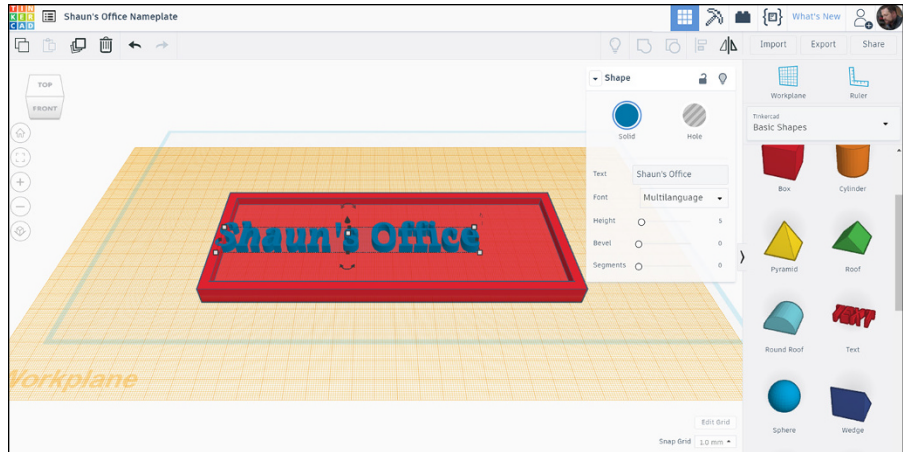 TIN
KER
CAD
Shaun's Office Nameplate
What's New
Import
Export
Share
TOP
FRONT
Shape
Solid
Hole
Text
Shaun's Office
Font
Multilanguage
Height
5
Bevel
0
Segments
0
Workplane
Ruler
Tinkercad
Basic Shapes
Box
Cylinder
Pyramid
Roof
Round Roof
TEXT
Text
Sphere
Wedge
Shaun's Office
Workplane
Edit Grid
Snap Grid
1.0 mm